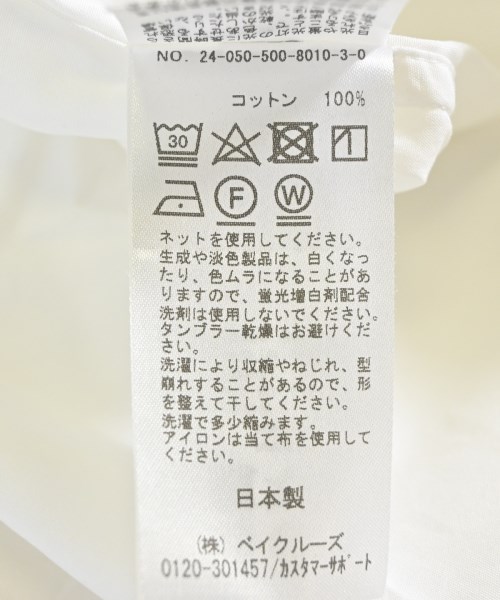 NO. 24-050-500-8010-3-0
コットン 100%
30
F W
ネットを使用してください。
生成や淡色製品は、白くなっ
たり、色ムラになることがあ
りますので、蛍光増白剤配合
洗剤は使用しないでください。
タンブラー乾燥はお避けくだ
さい。
洗濯により収縮やねじれ、型
崩れすることがあるので、形
を整えて干してください。
洗濯で多少縮みます。
アイロンは当て布を使用して
ください。
日本製
(株) ベイクルーズ
0120-301457/カスタマーサポート